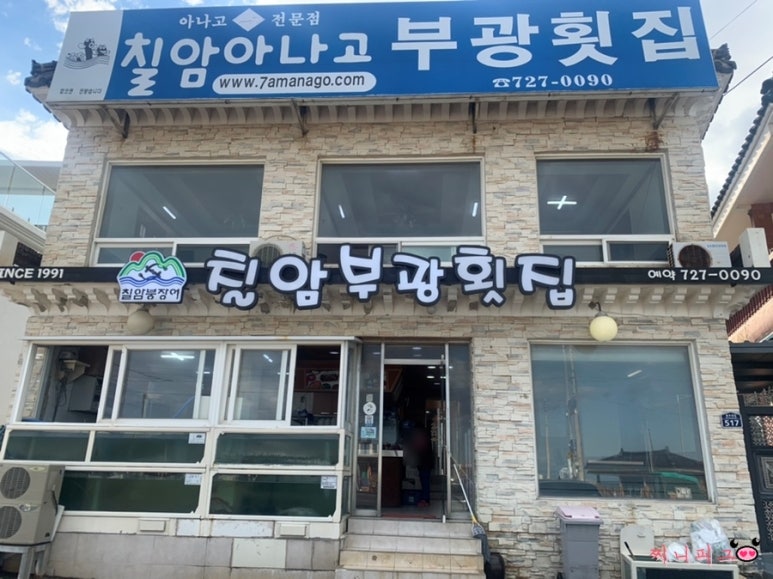 아나고 전문점
칠암아나고 부광횟집
www.7amanago.com
☎727-0090
SINCE 1991
칠암붕장어
칠암부광횟집
예약 727-0090
517